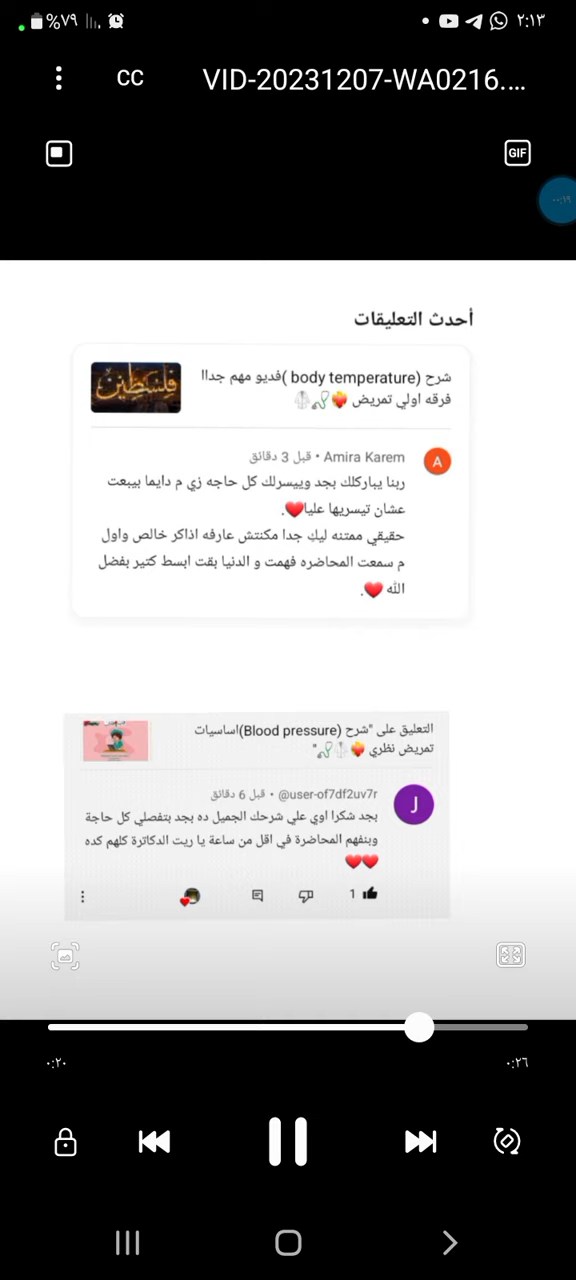 %٧٩
٢:١٣
CC
VID-20231207-WA0216....
GIF
٠٠:١٩
أحدث التعليقات
شرح (body temperature )فديو مهم جداا
فرقه اولي تمريض ❤️‍🔥🩺🥼
فلسطين
A
Amira Karem • قبل 3 دقائق
ربنا يباركلك بجد وييسرلك كل حاجه زي م دايما بيبعت
عشان تيسريها عليا❤️.
حقيقي ممتنه ليكِ جدا مكنتش عارفه اذاكر خالص واول
م سمعت المحاضره فهمت و الدنيا بقت ابسط كتير بفضل
الله ❤️.
التعليق على "شرح (Blood pressure)اساسيات
تمريض نظري ❤️‍🔥🥼🩺"
J
@user-of7df2uv7r • قبل 6 دقائق
بجد شكرا اوي علي شرحك الجميل ده بجد بتفصلي كل حاجة
وبنفهم المحاضرة في اقل من ساعة يا ريت الدكاترة كلهم كده
❤️❤️
1
٠:٢٠
٠:٢٦